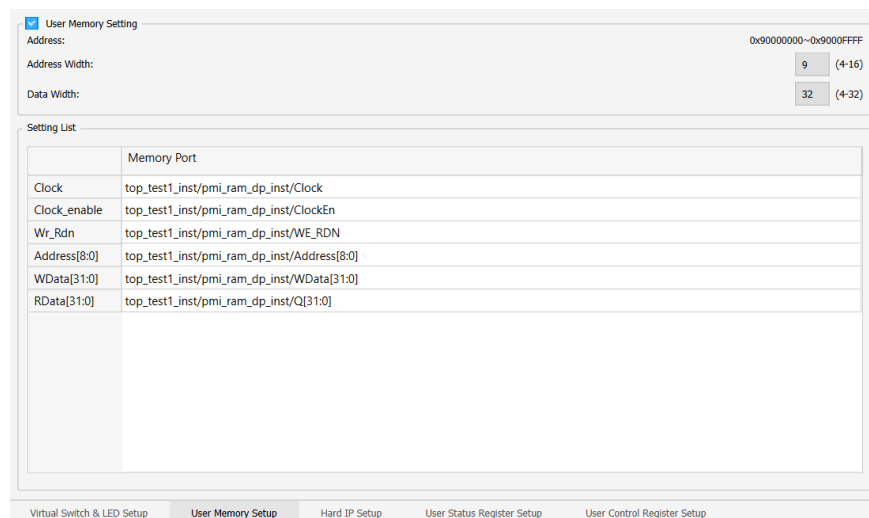 User Memory Setting
Address: 0x90000000~0x9000FFFF
Address Width: 9 (4-16)
Data Width: 32 (4-32)
Setting List
Memory Port
Clock top_test1_inst/pmi_ram_dp_inst/Clock
Clock_enable top_test1_inst/pmi_ram_dp_inst/ClockEn
Wr_Rdn top_test1_inst/pmi_ram_dp_inst/WE_RDN
Address[8:0] top_test1_inst/pmi_ram_dp_inst/Address[8:0]
WData[31:0] top_test1_inst/pmi_ram_dp_inst/WData[31:0]
RData[31:0] top_test1_inst/pmi_ram_dp_inst/Q[31:0]
Virtual Switch & LED Setup User Memory Setup Hard IP Setup User Status Register Setup User Control Register Setup